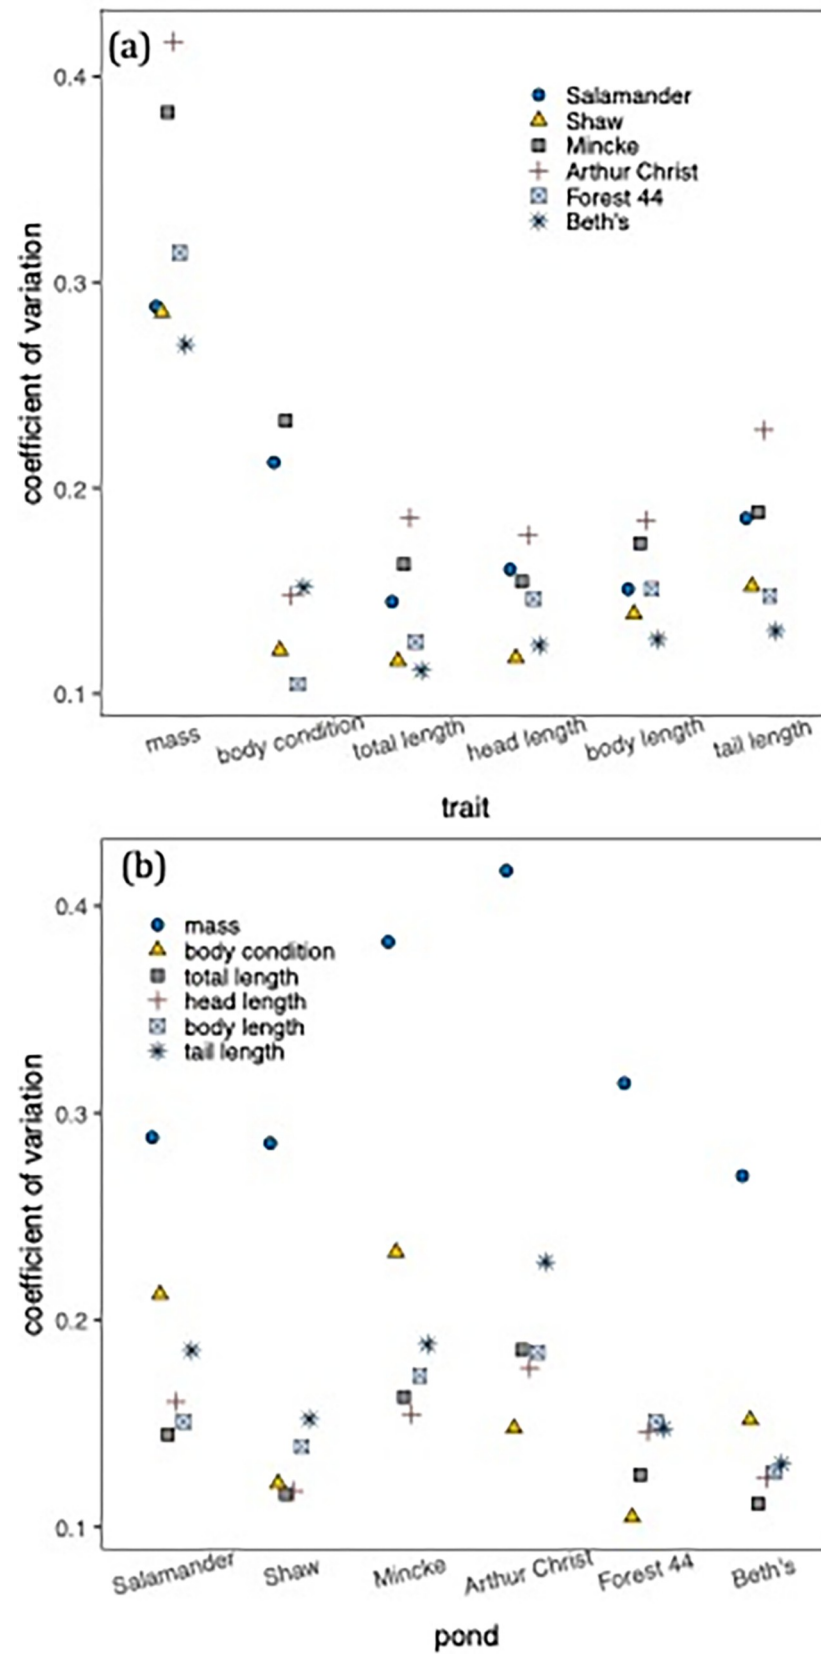 (a)
0.4
0.3
0.2
0.1
coefficient of variation
Salamander
Shaw
Mincke
Arthur Christ
Forest 44
Beth's
mass
body condition
total length
head length
body length
tail length
trait
(b)
0.4
0.3
0.2
0.1
coefficient of variation
mass
body condition
total length
head length
body length
tail length
Salamander
Shaw
Mincke
Arthur Christ
Forest 44
Beth's
pond